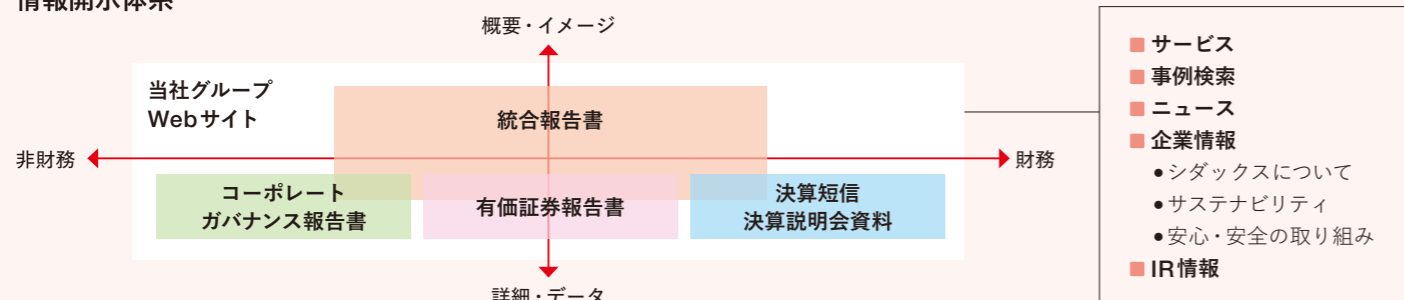 情報開示体系
概要・イメージ
当社グループ
Webサイト
統合報告書
非財務
財務
コーポレート
ガバナンス報告書
有価証券報告書
決算短信
決算説明会資料
詳細・データ
■ サービス
■ 事例検索
■ ニュース
■ 企業情報
●シダックスについて
●サステナビリティ
●安心・安全の取り組み
■ IR情報